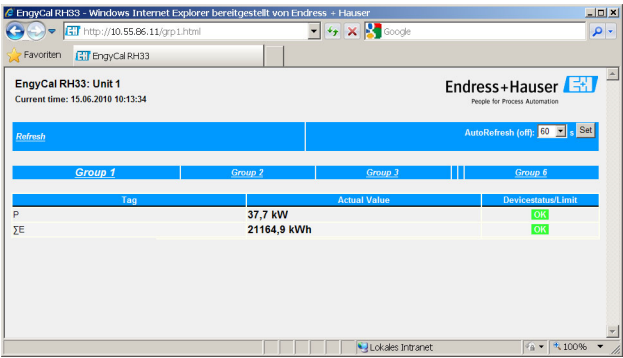 EngyCal RH33 - Windows Internet Explorer bereitgestellt von Endress + Hauser
http://10.55.86.11/grp1.html
Google
Favoriten
EngyCal RH33
EngyCal RH33: Unit 1
Current time: 15.06.2010 10:13:34
Endress+Hauser EH
People for Process Automation
Refresh
AutoRefresh (off): 60 s Set
Group 1 Group 2 Group 3 Group 6
Tag Actual Value Devicestatus/Limit
P 37,7 kW OK
ΣE 21164,9 kWh OK
Lokales Intranet 100%